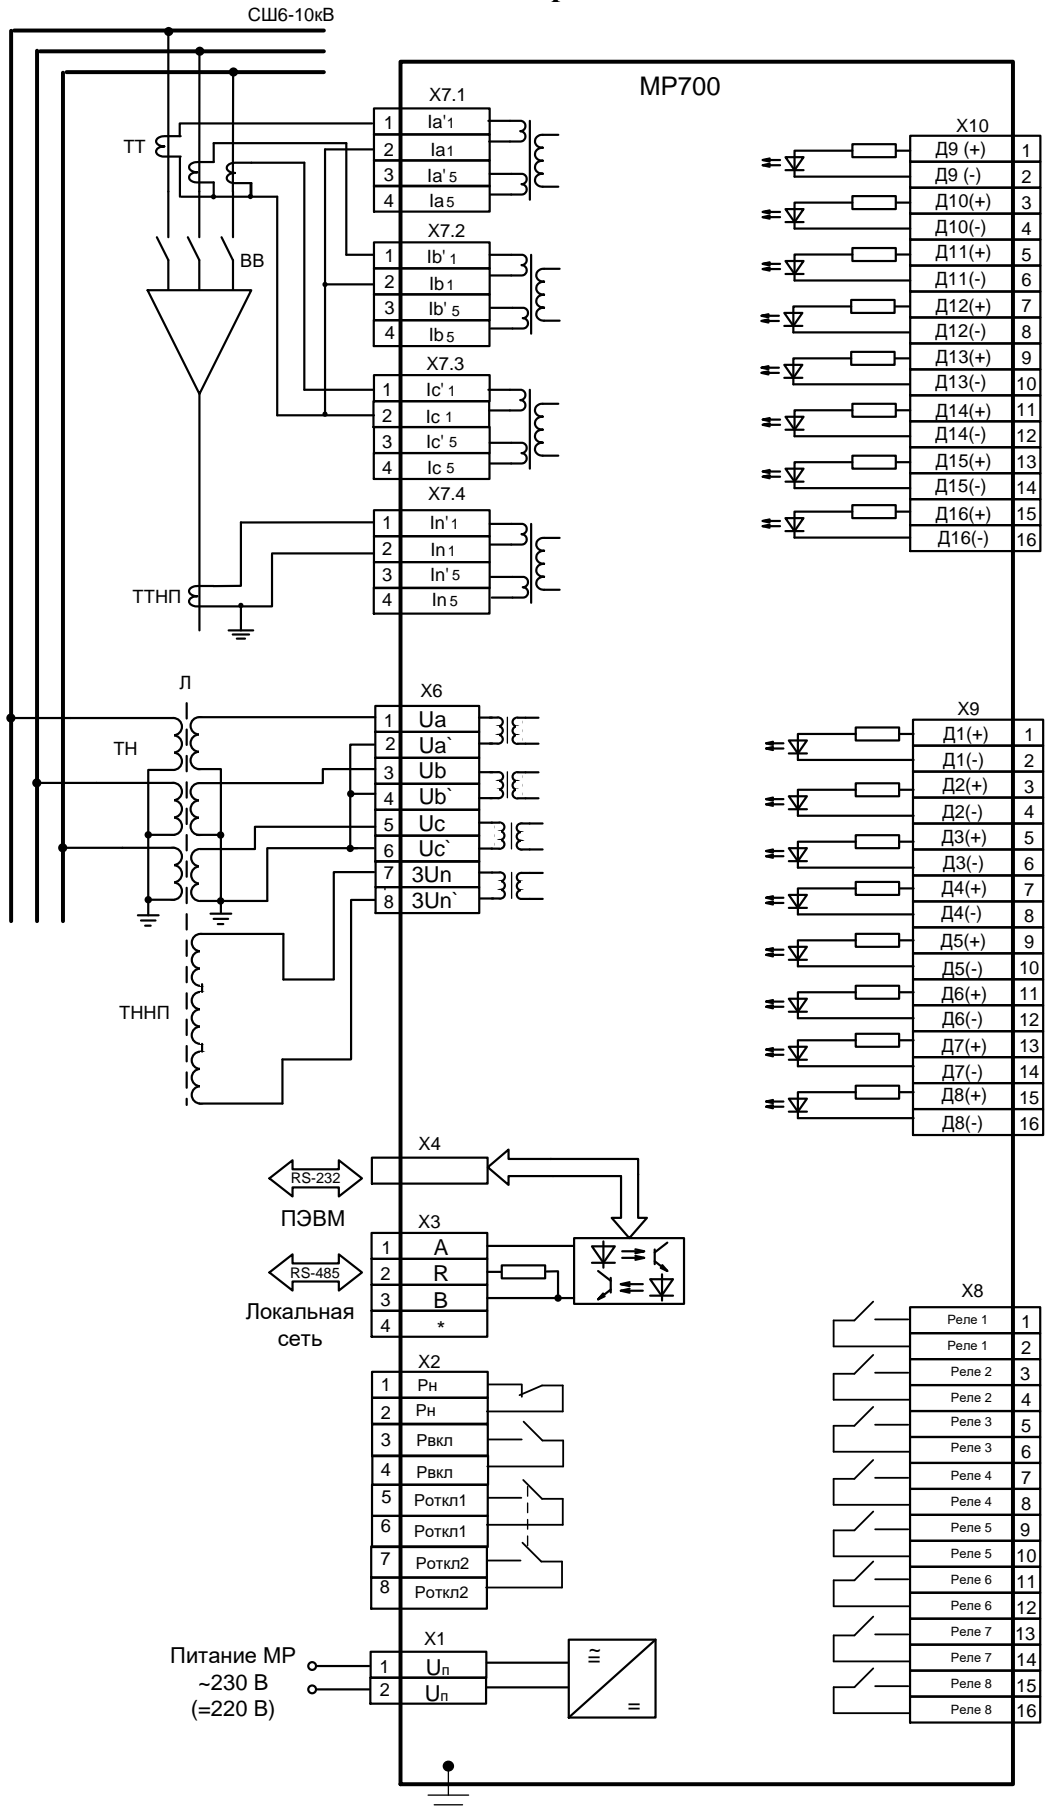 СШ6-10кВ
МР700
X7.1
1 Ia'1
2 Ia1
3 Ia'5
4 Ia5
ТТ
X7.2
1 Ib'1
2 Ib1
3 Ib'5
4 Ib5
ВВ
X7.3
1 Ic'1
2 Ic1
3 Ic'5
4 Ic5
X7.4
1 In'1
2 In1
3 In'5
4 In5
ТТНП
X10
Д9 (+) 1
Д9 (-) 2
Д10(+) 3
Д10(-) 4
Д11(+) 5
Д11(-) 6
Д12(+) 7
Д12(-) 8
Д13(+) 9
Д13(-) 10
Д14(+) 11
Д14(-) 12
Д15(+) 13
Д15(-) 14
Д16(+) 15
Д16(-) 16
Л
ТН
X6
1 Ua
2 Ua`
3 Ub
4 Ub`
5 Uc
6 Uc`
7 3Un
8 3Un`
ТННП
X9
Д1(+) 1
Д1(-) 2
Д2(+) 3
Д2(-) 4
Д3(+) 5
Д3(-) 6
Д4(+) 7
Д4(-) 8
Д5(+) 9
Д5(-) 10
Д6(+) 11
Д6(-) 12
Д7(+) 13
Д7(-) 14
Д8(+) 15
Д8(-) 16
X4
RS-232
ПЭВМ
X3
1 A
2 R
3 B
4 *
RS-485
Локальная
сеть
X2
1 Рн
2 Рн
3 Рвкл
4 Рвкл
5 Роткл1
6 Роткл1
7 Роткл2
8 Роткл2
X8
Реле 1 1
Реле 1 2
Реле 2 3
Реле 2 4
Реле 3 5
Реле 3 6
Реле 4 7
Реле 4 8
Реле 5 9
Реле 5 10
Реле 6 11
Реле 6 12
Реле 7 13
Реле 7 14
Реле 8 15
Реле 8 16
X1
1 Uп
2 Uп
Питание МР
~230 В
(=220 В)